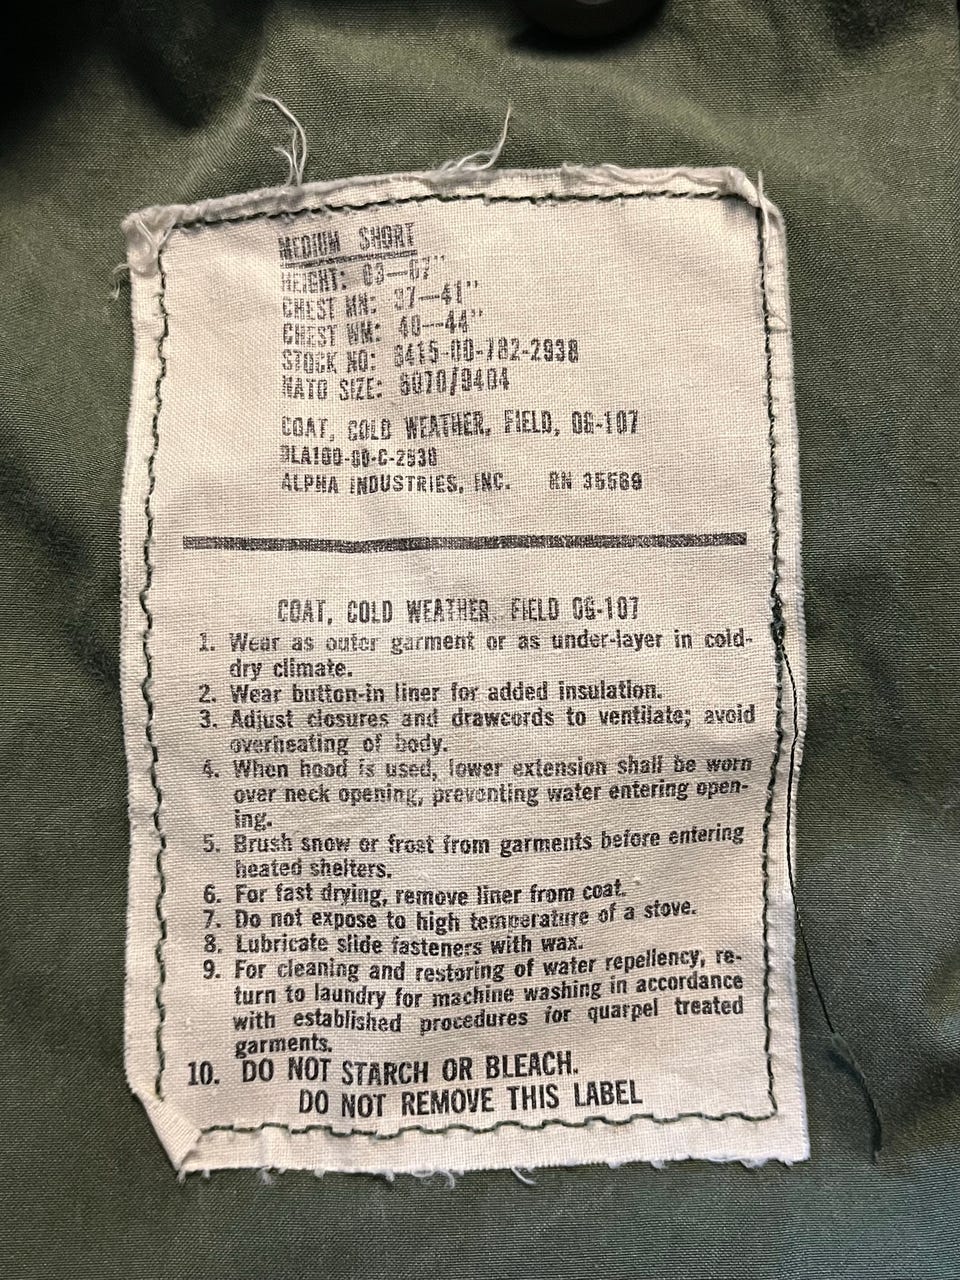 MEDIUM SHORT
HEIGHT: 63—67"
CHEST MN: 37—41"
CHEST WM: 40—44"
STOCK NO: 8415-00-782-2938
NATO SIZE: 6070/9404
COAT, COLD WEATHER, FIELD, OG-107
DLA100-80-C-2530
ALPHA INDUSTRIES, INC. RN 35569
COAT, COLD WEATHER, FIELD OG-107
1. Wear as outer garment or as under-layer in cold-
dry climate.
2. Wear button-in liner for added insulation.
3. Adjust closures and drawcords to ventilate; avoid
overheating of body.
4. When hood is used, lower extension shall be worn
over neck opening, preventing water entering open-
ing.
5. Brush snow or frost from garments before entering
heated shelters.
6. For fast drying, remove liner from coat.
7. Do not expose to high temperature of a stove.
8. Lubricate slide fasteners with wax.
9. For cleaning and restoring of water repellency, re-
turn to laundry for machine washing in accordance
with established procedures for quarpel treated
garments.
10. DO NOT STARCH OR BLEACH.
DO NOT REMOVE THIS LABEL